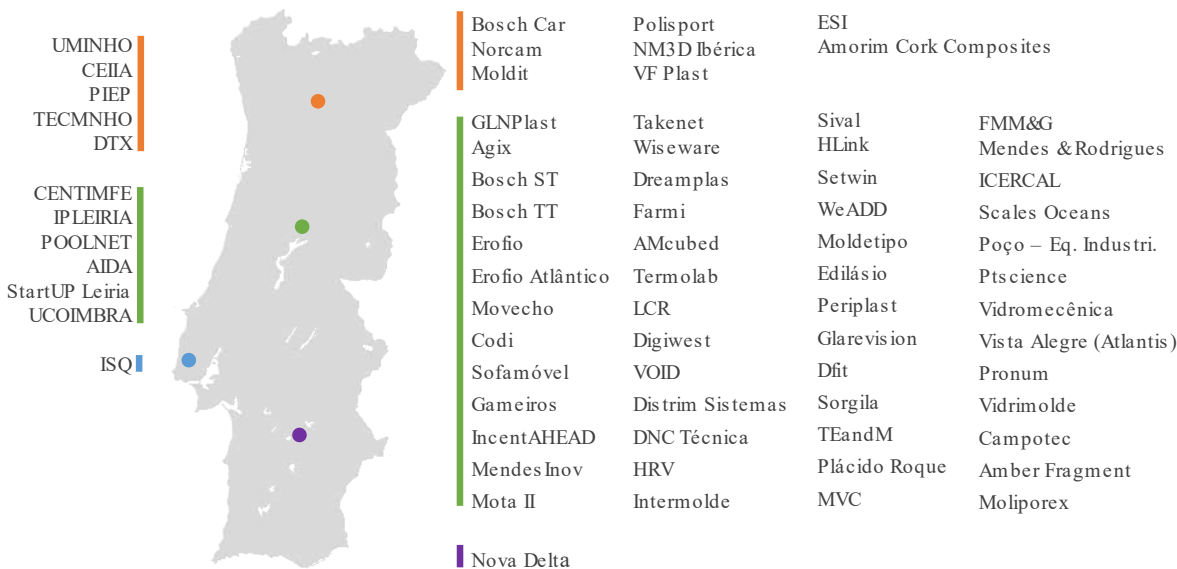 UMINHO
CEIIA
PIEP
TECMNHO
DTX
CENTIMFE
IPLEIRIA
POOLNET
AIDA
StartUP Leiria
UCOIMBRA
ISQ
Bosch Car
Norcam
Moldit
Polisport
NM3D Ibérica
VF Plast
ESI
Amorim Cork Composites
GLNPlast
Agix
Bosch ST
Bosch TT
Erofio
Erofio Atlântico
Movecho
Codi
Sofamóvel
Gameiros
IncentAHEAD
MendesInov
Mota II
Takenet
Wiseware
Dreamplas
Farmi
AMcubed
Termolab
LCR
Digiwest
VOID
Distrim Sistemas
DNC Técnica
HRV
Intermolde
Sival
HLink
Setwin
WeADD
Moldetipo
Edilásio
Periplast
Glarevision
Dfit
Sorgila
TEandM
Plácido Roque
MVC
FMM&G
Mendes & Rodrigues
ICERCAL
Scales Oceans
Poço – Eq. Industri.
Ptscience
Vidromecênica
Vista Alegre (Atlantis)
Pronum
Vidrimolde
Campotec
Amber Fragment
Moliporex
Nova Delta